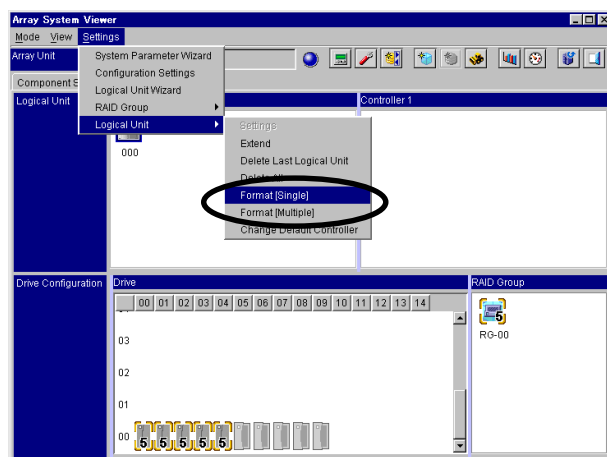 Array System Viewer
Mode View Settings
Array Unit
System Parameter Wizard
Configuration Settings
Logical Unit Wizard
RAID Group
Logical Unit
Component S
Logical Unit
Controller 1
000
Settings
Extend
Delete Last Logical Unit
Delete All
Format [Single]
Format [Multiple]
Change Default Controller
Drive Configuration
Drive
RAID Group
00 01 02 03 04 05 06 07 08 09 10 11 12 13 14
03
02
01
00
5 5 5 5 5
5
RG-00